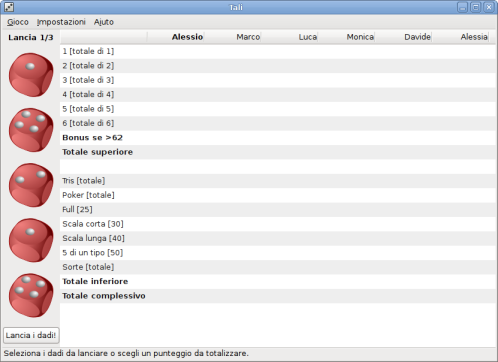 Tali
Gioco Impostazioni Aiuto
Lancia 1/3 Alessio Marco Luca Monica Davide Alessia
1 [totale di 1]
2 [totale di 2]
3 [totale di 3]
4 [totale di 4]
5 [totale di 5]
6 [totale di 6]
Bonus se >62
Totale superiore
Tris [totale]
Poker [totale]
Full [25]
Scala corta [30]
Scala lunga [40]
5 di un tipo [50]
Sorte [totale]
Totale inferiore
Totale complessivo
Lancia i dadi!
Seleziona i dadi da lanciare o scegli un punteggio da totalizzare.